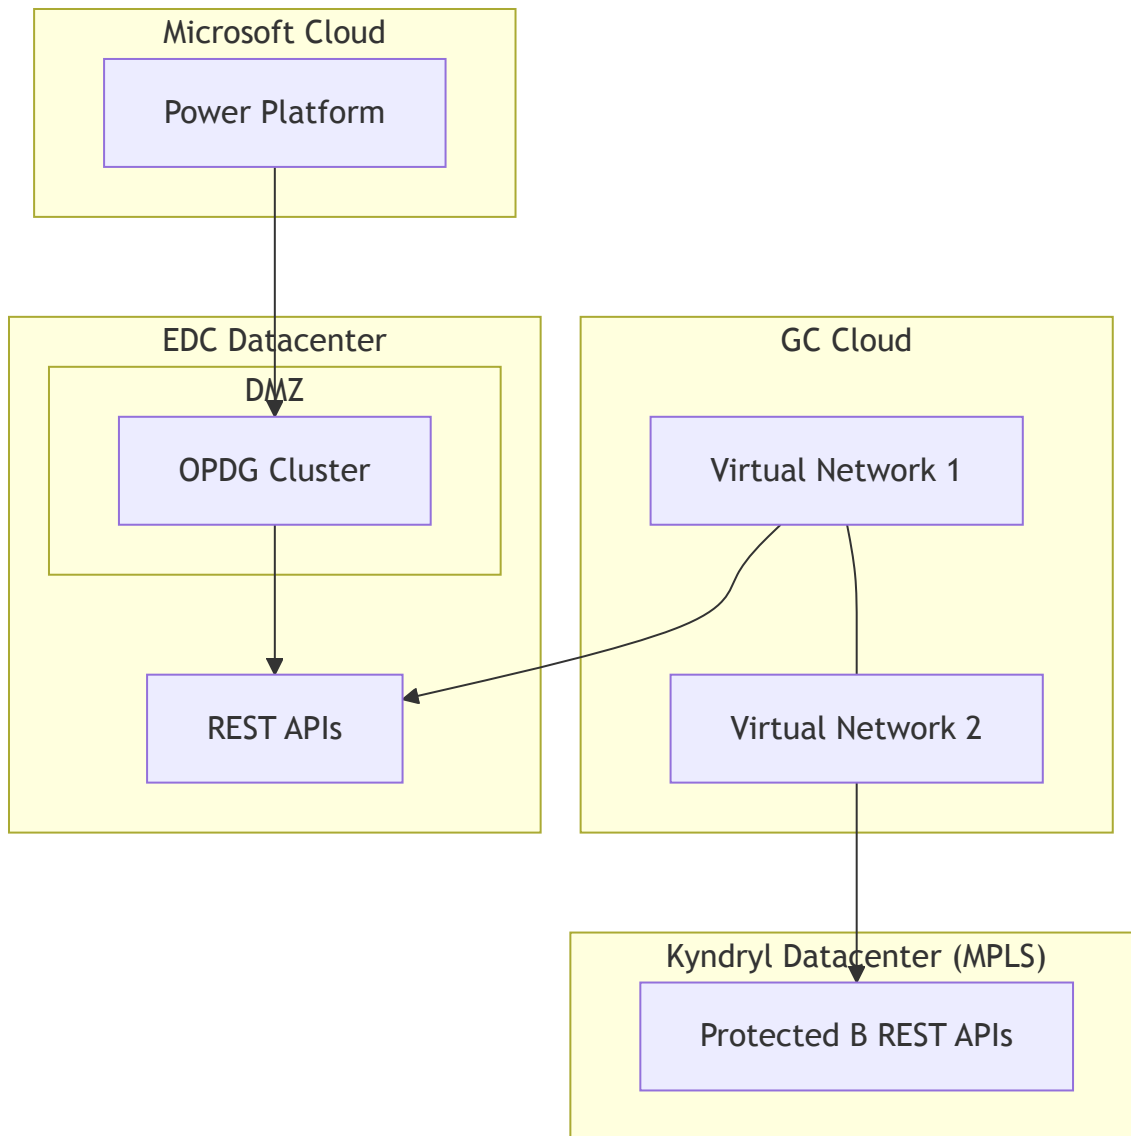 Microsoft Cloud
Power Platform
EDC Datacenter
DMZ
OPDG Cluster
REST APIs
GC Cloud
Virtual Network 1
Virtual Network 2
Kyndryl Datacenter (MPLS)
Protected B REST APIs